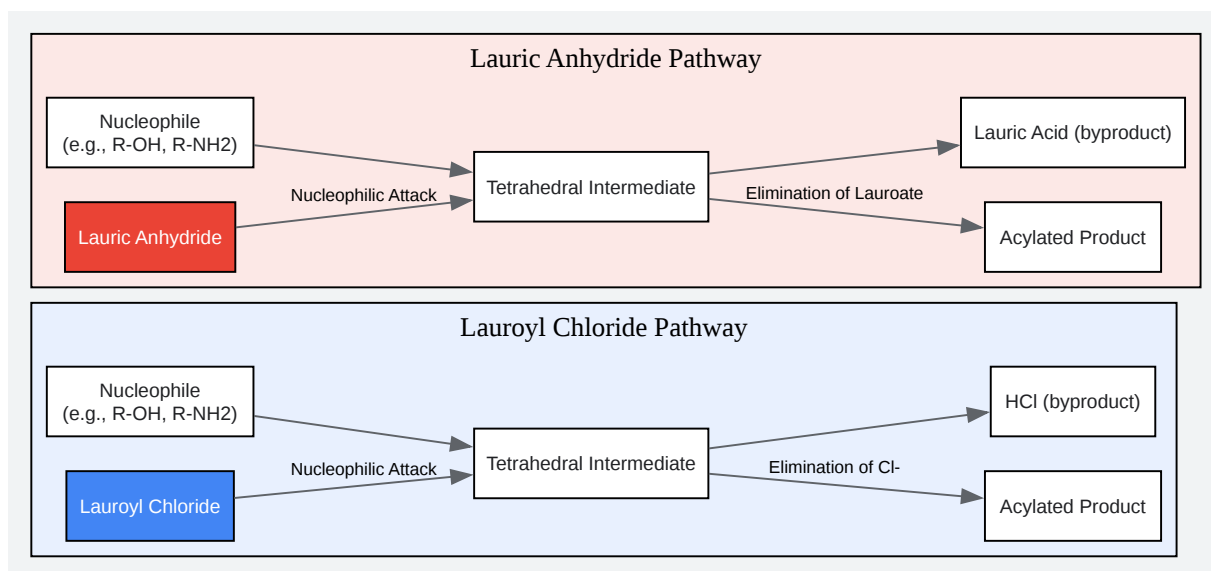 Lauric Anhydride Pathway
Nucleophile
(e.g., R-OH, R-NH2)
Lauric Anhydride
Nucleophilic Attack
Tetrahedral Intermediate
Elimination of Lauroate
Lauric Acid (byproduct)
Acylated Product
Lauroyl Chloride Pathway
Nucleophile
(e.g., R-OH, R-NH2)
Lauroyl Chloride
Nucleophilic Attack
Tetrahedral Intermediate
Elimination of Cl-
HCl (byproduct)
Acylated Product